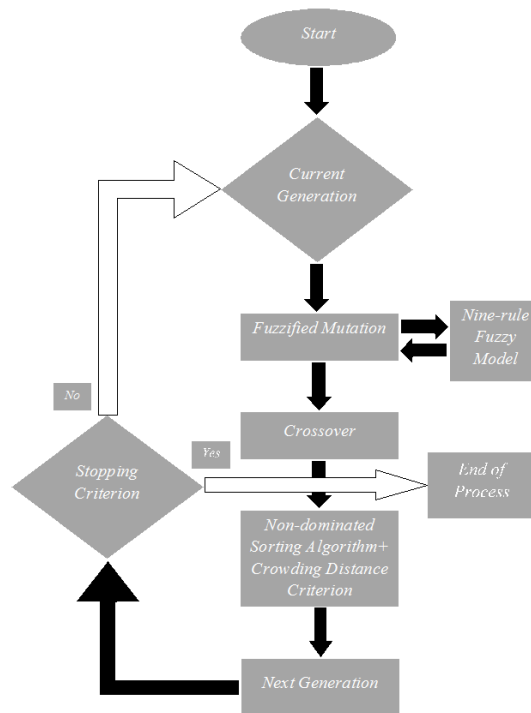 Start
Current
Generation
Fuzzified Mutation
Nine-rule
Fuzzy
Model
No
Crossover
Yes
Stopping
Criterion
End of
Process
Non-dominated
Sorting Algorithm+
Crowding Distance
Criterion
Next Generation